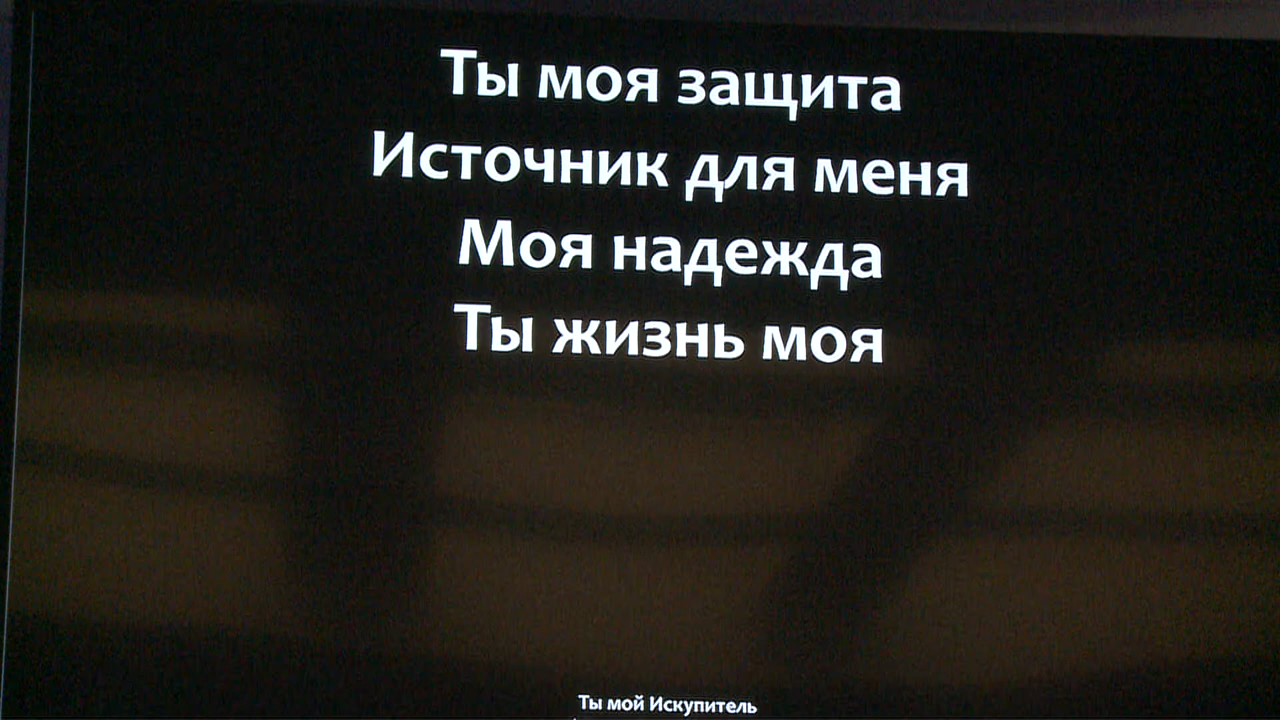 Ты моя защита
Источник для меня
Моя надежда
Ты жизнь моя
Ты мой Искупитель